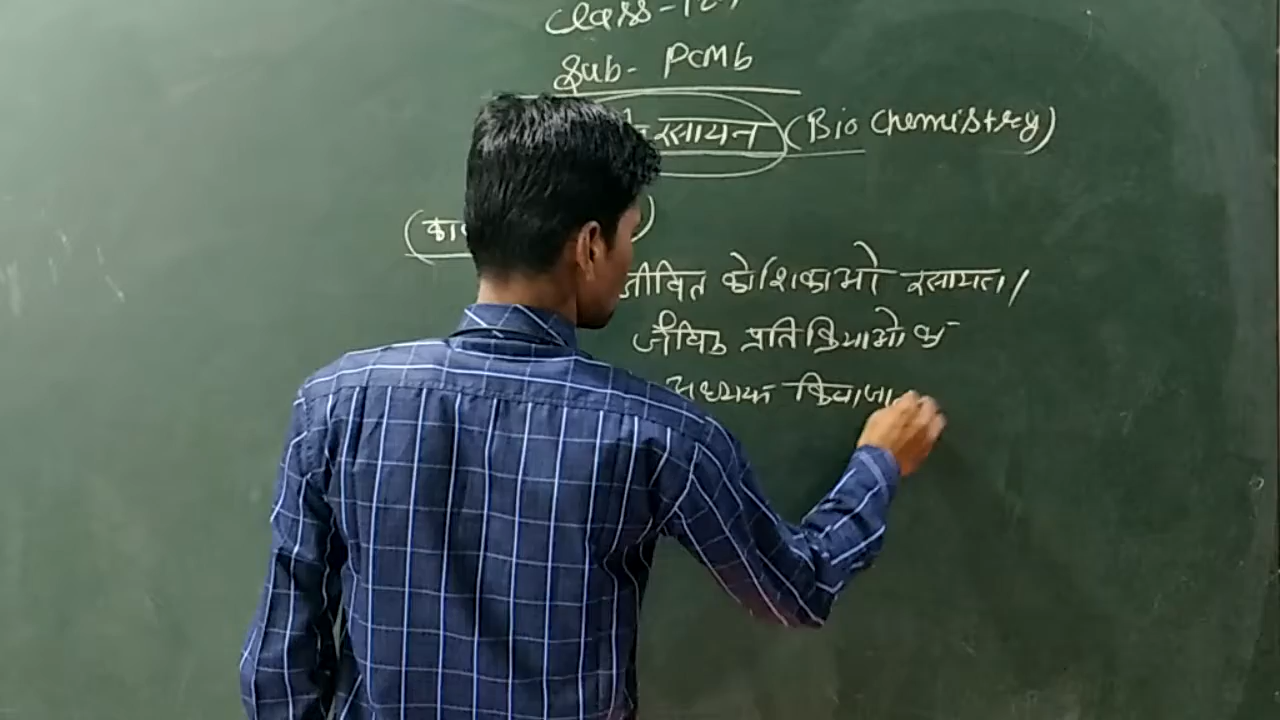 Class-12
Sub- PCMb
रसायन (Bio Chemistry)
जीवित कोशिकाओ रसायन/
जैविक प्रतिक्रियाओ का
अध्ययन किया जा